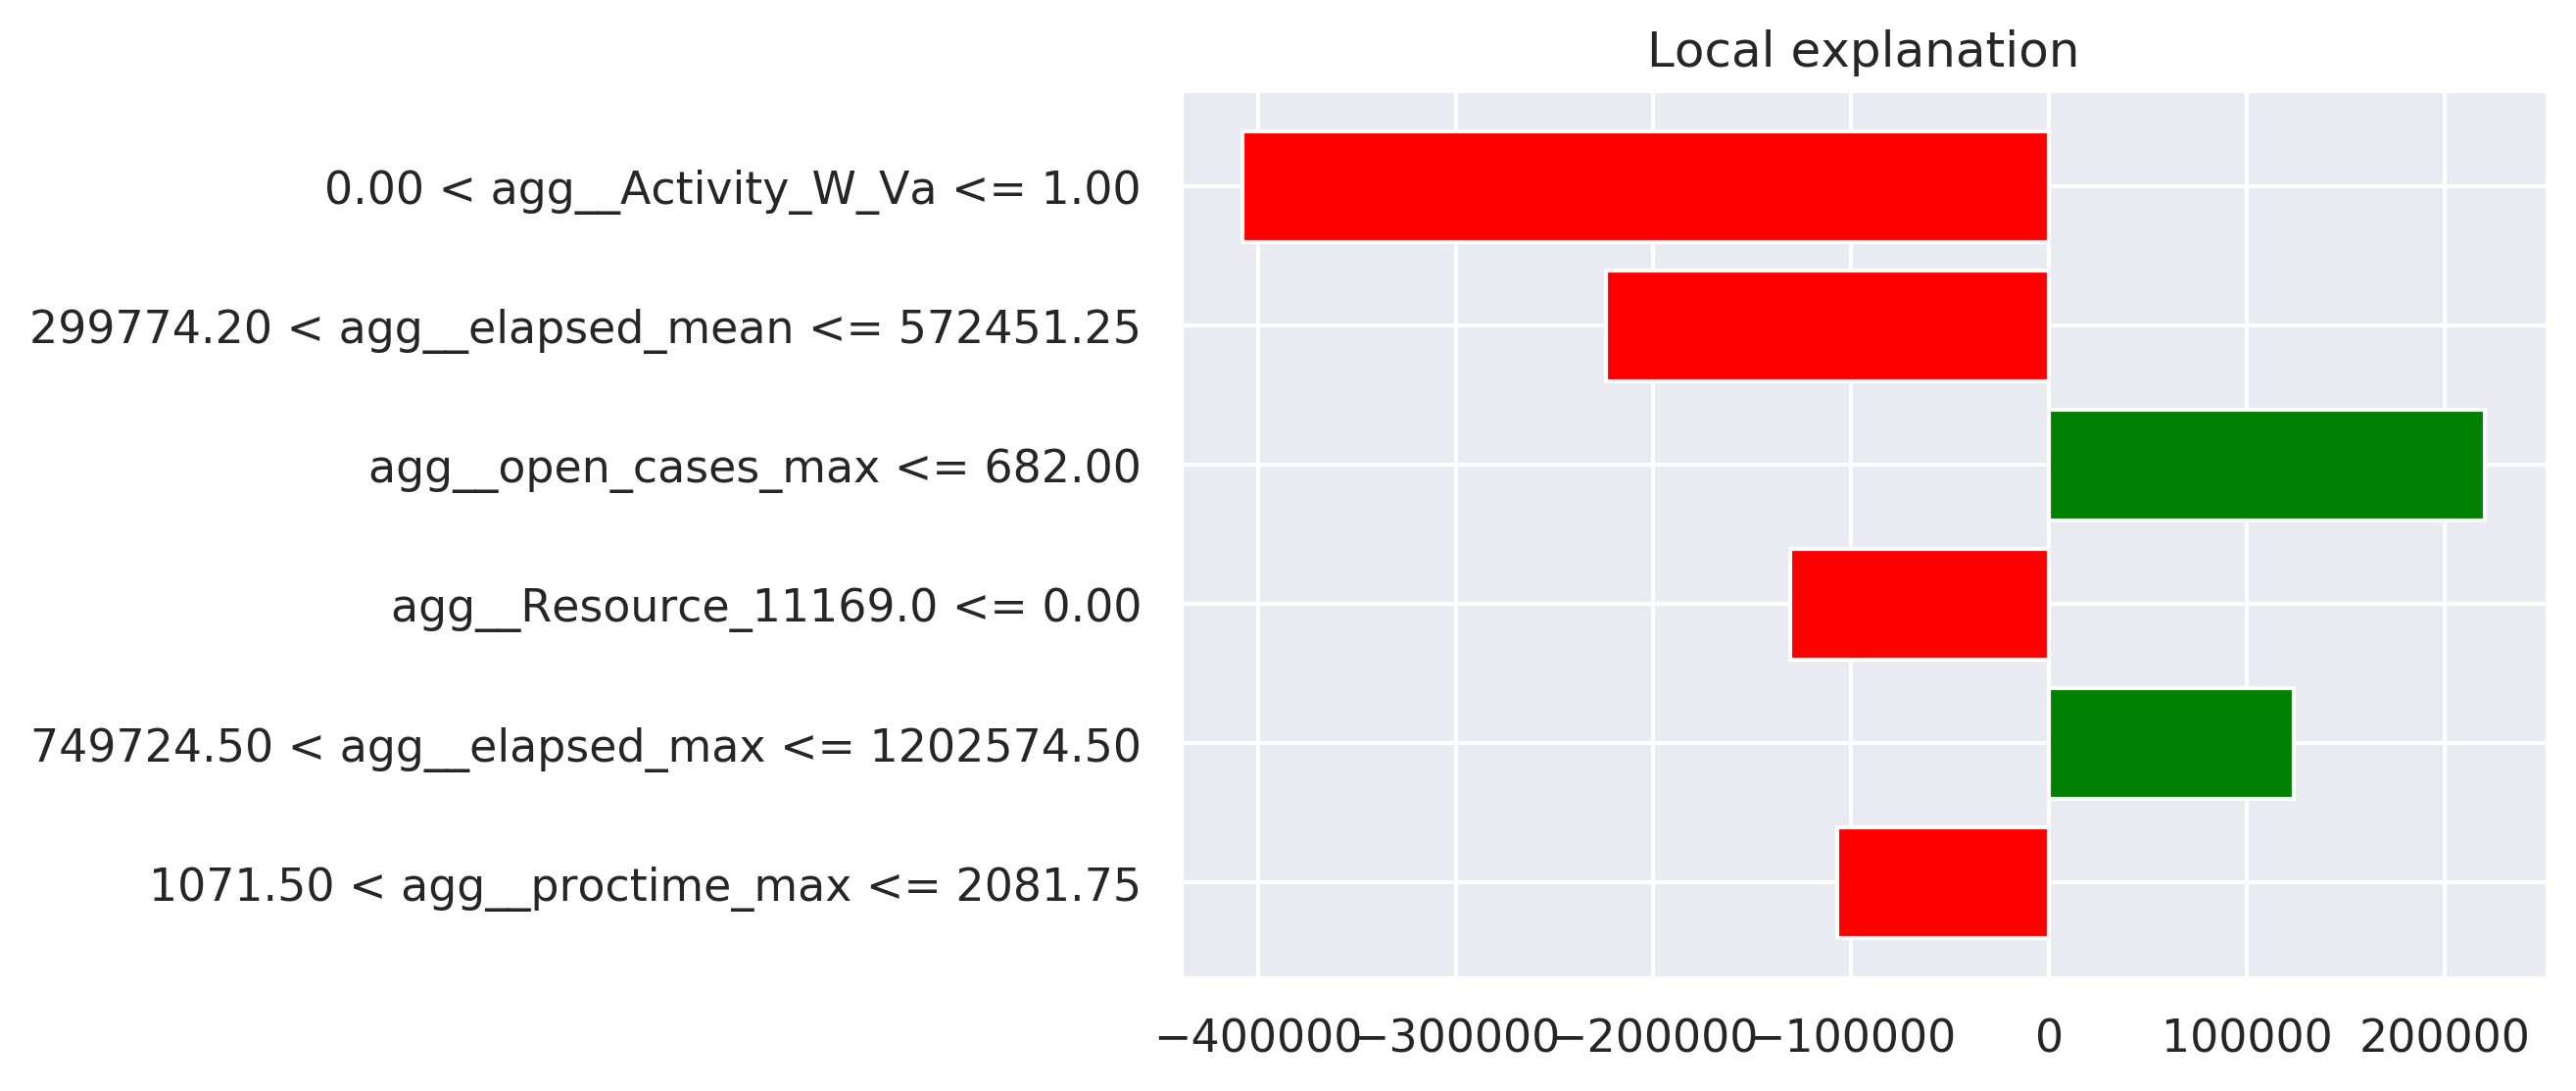 Local explanation
0.00 < agg__Activity_W_Va <= 1.00
299774.20 < agg__elapsed_mean <= 572451.25
agg__open_cases_max <= 682.00
agg__Resource_11169.0 <= 0.00
749724.50 < agg__elapsed_max <= 1202574.50
1071.50 < agg__proctime_max <= 2081.75
−400000 −300000 −200000 −100000 0 100000 200000